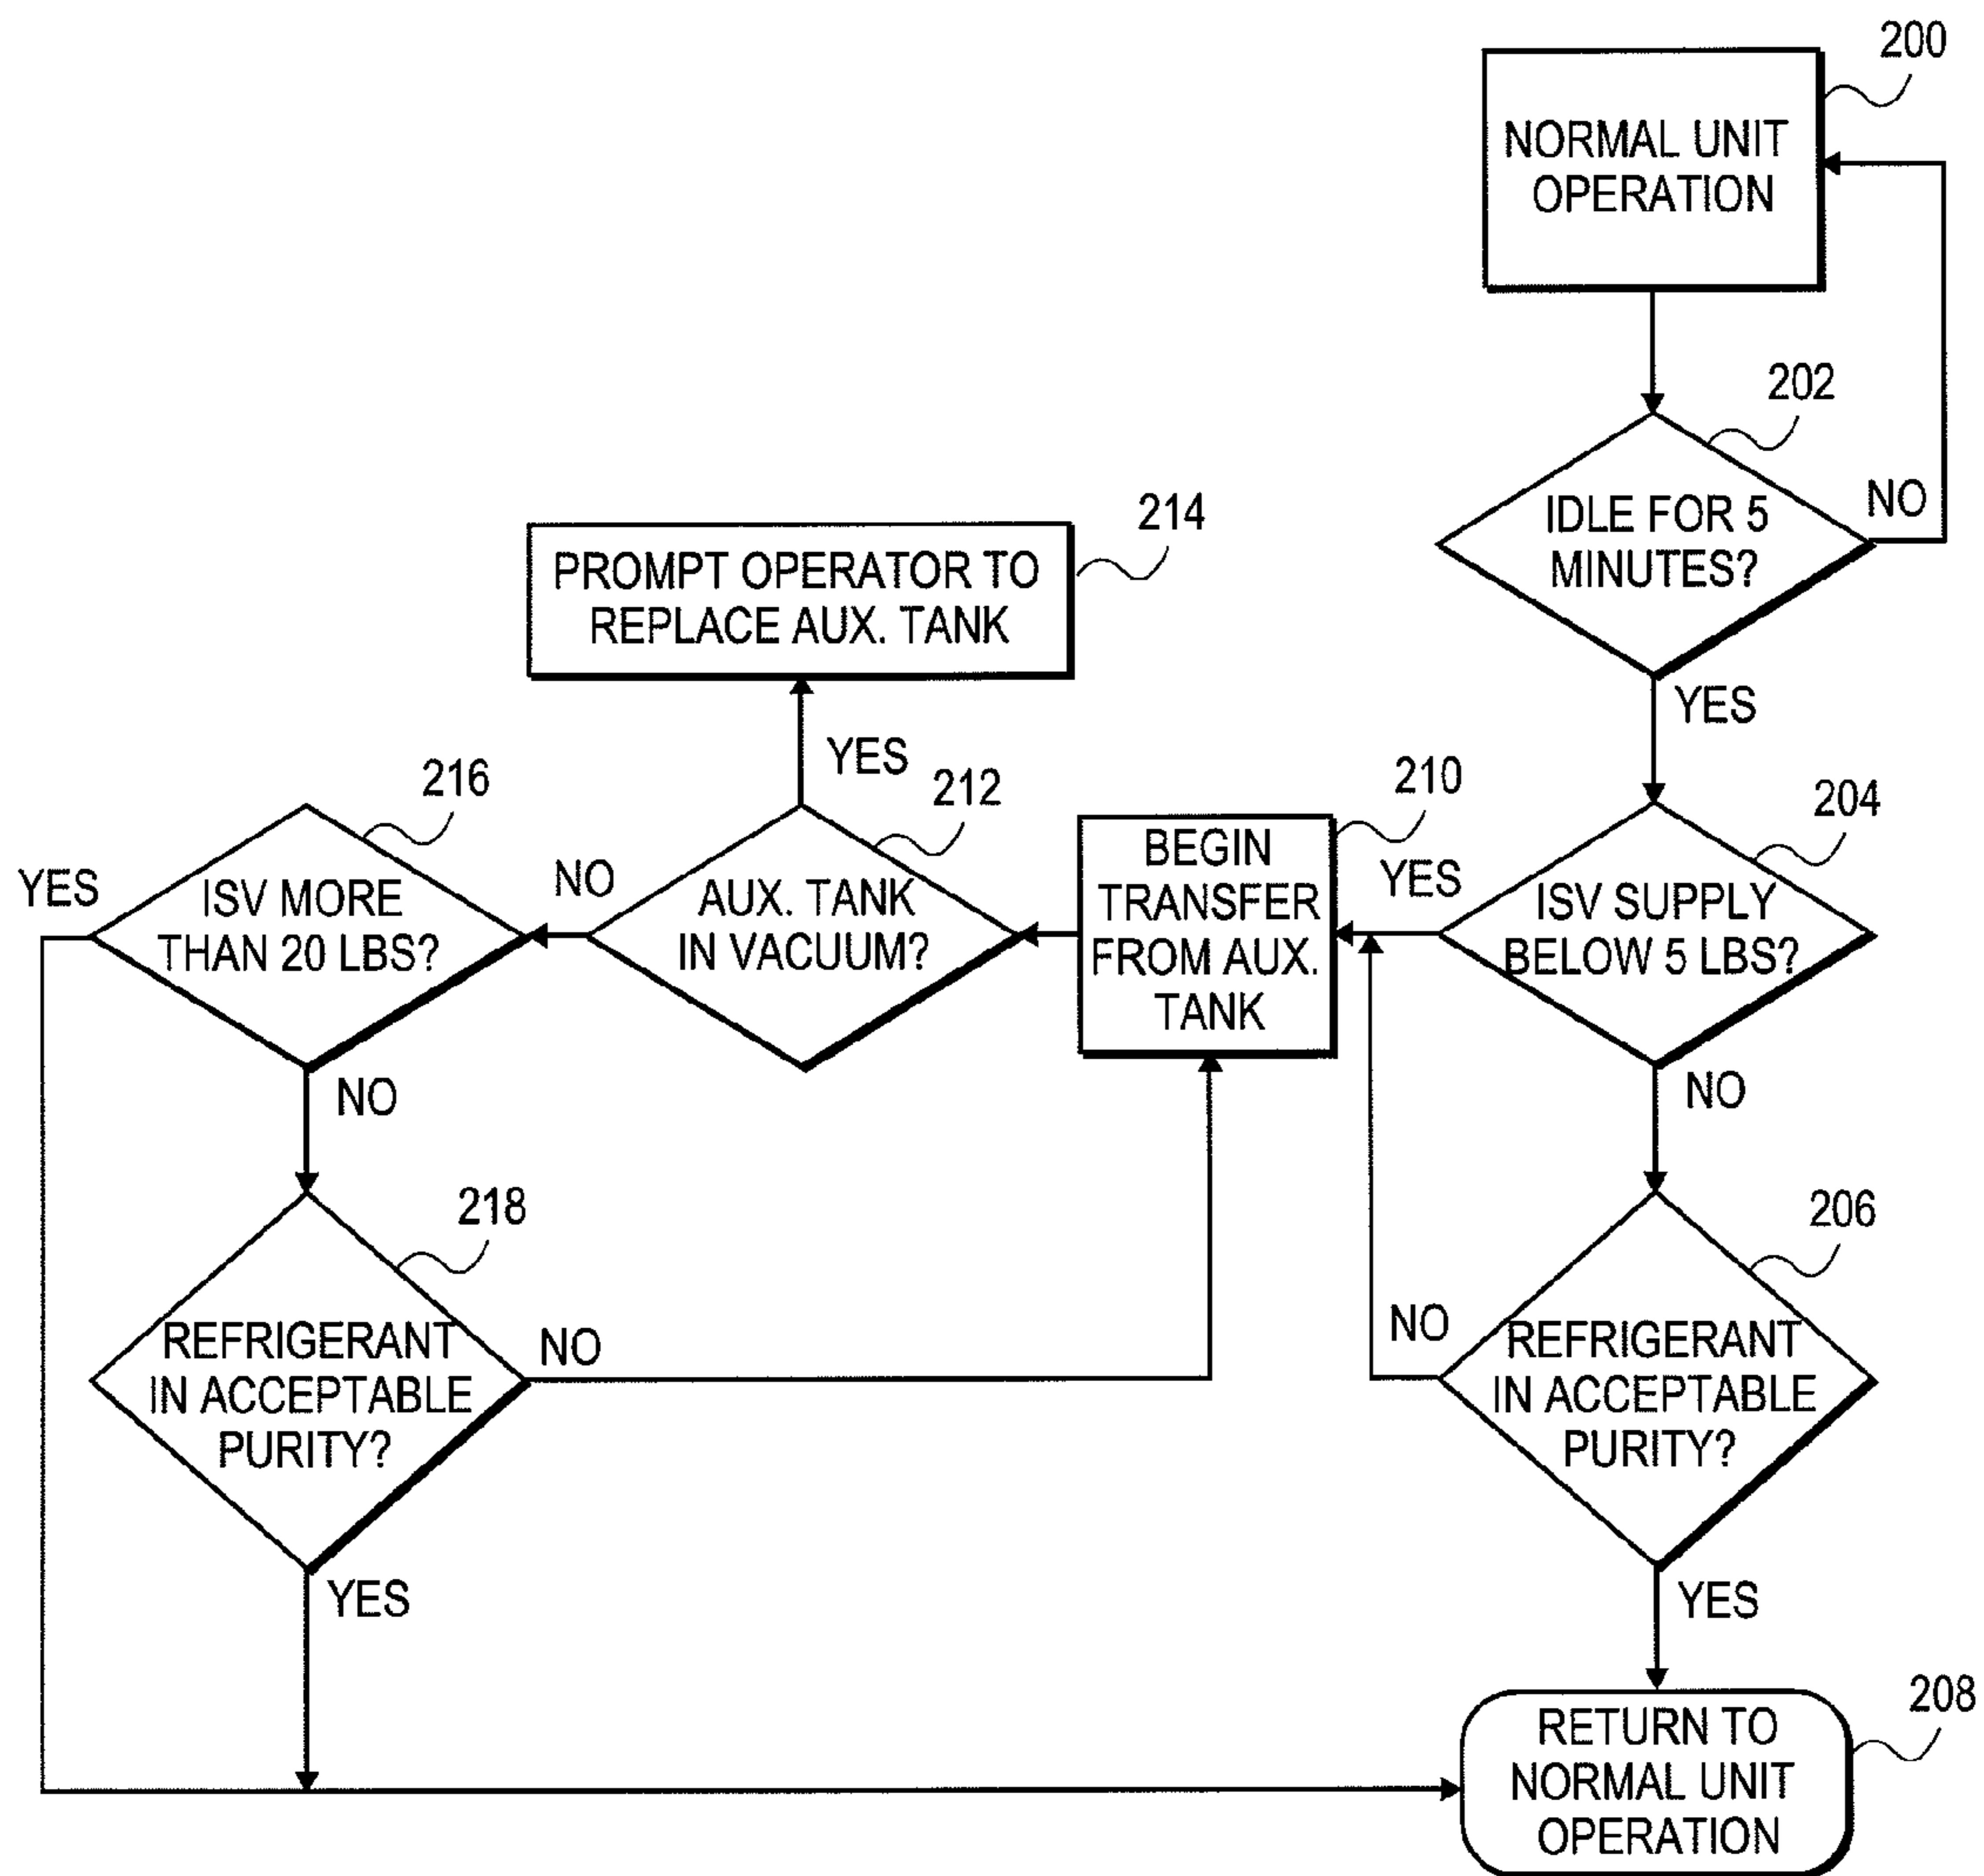 200
NORMAL UNIT
OPERATION
202
IDLE FOR 5
MINUTES?
NO
YES
214
PROMPT OPERATOR TO
REPLACE AUX. TANK
YES
204
ISV SUPPLY
BELOW 5 LBS?
YES
NO
210
BEGIN
TRANSFER
FROM AUX.
TANK
212
AUX. TANK
IN VACUUM?
NO
216
ISV MORE
THAN 20 LBS?
YES
NO
218
REFRIGERANT
IN ACCEPTABLE
PURITY?
NO
YES
206
REFRIGERANT
IN ACCEPTABLE
PURITY?
NO
YES
208
RETURN TO
NORMAL UNIT
OPERATION